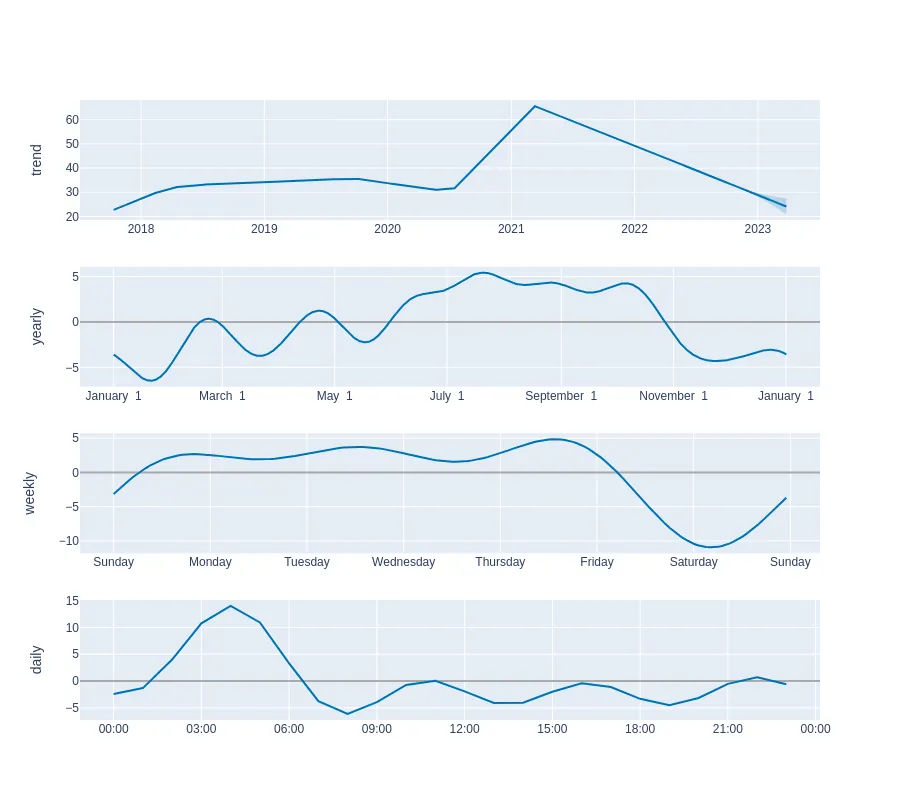 trend
60
50
40
30
20
2018 2019 2020 2021 2022 2023
yearly
5
0
−5
January 1 March 1 May 1 July 1 September 1 November 1 January 1
weekly
5
0
−5
−10
Sunday Monday Tuesday Wednesday Thursday Friday Saturday Sunday
daily
15
10
5
0
−5
00:00 03:00 06:00 09:00 12:00 15:00 18:00 21:00 00:00